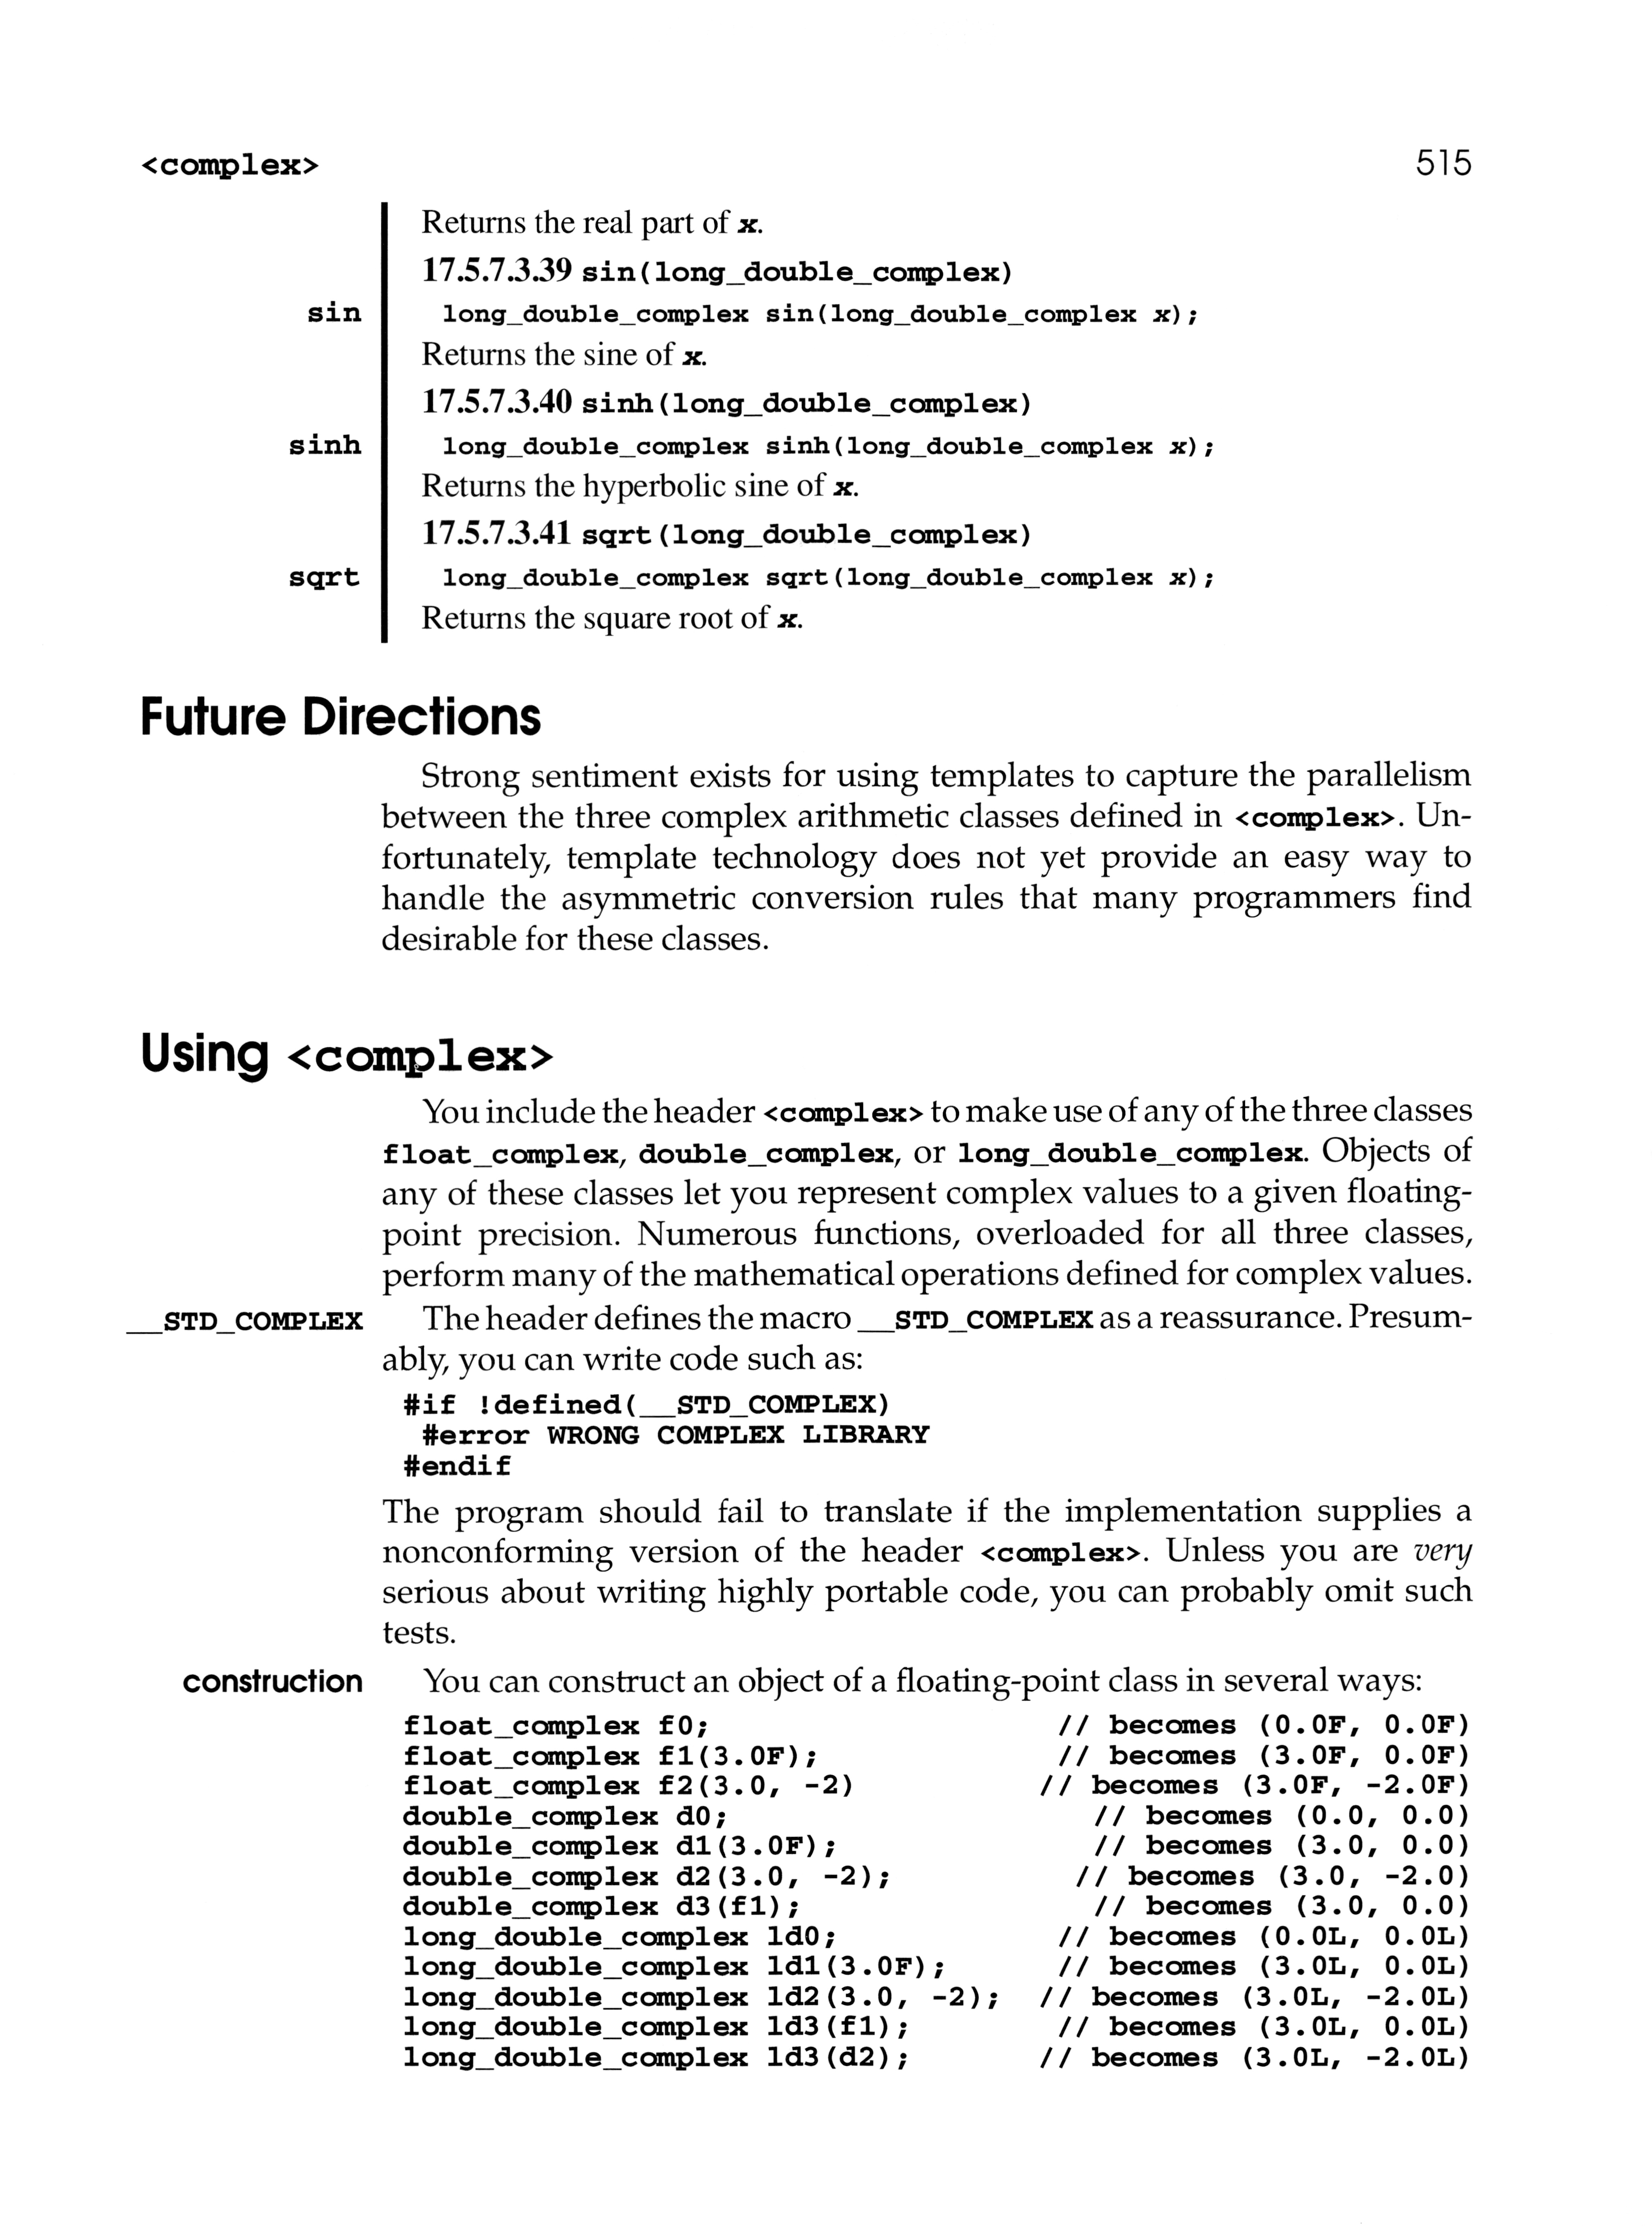 <complex> 515
Returns the real part of x.
17.5.7.3.39 sin(long_double_complex)
sin long_double_complex sin(long_double_complex x);
Returns the sine of x.
17.5.7.3.40 sinh(long_double_complex)
sinh long_double_complex sinh(long_double_complex x);
Returns the hyperbolic sine of x.
17.5.7.3.41 sqrt(long_double_complex)
sqrt long_double_complex sqrt(long_double_complex x);
Returns the square root of x.
Future Directions
Strong sentiment exists for using templates to capture the parallelism
between the three complex arithmetic classes defined in <complex>. Un-
fortunately, template technology does not yet provide an easy way to
handle the asymmetric conversion rules that many programmers find
desirable for these classes.
Using <complex>
You include the header <complex> to make use of any of the three classes
float_complex, double_complex, or long_double_complex. Objects of
any of these classes let you represent complex values to a given floating-
point precision. Numerous functions, overloaded for all three classes,
perform many of the mathematical operations defined for complex values.
__STD_COMPLEX The header defines the macro __STD_COMPLEX as a reassurance. Presum-
ably, you can write code such as:
#if !defined(__STD_COMPLEX)
#error WRONG COMPLEX LIBRARY
#endif
The program should fail to translate if the implementation supplies a
nonconforming version of the header <complex>. Unless you are very
serious about writing highly portable code, you can probably omit such
tests.
construction You can construct an object of a floating-point class in several ways:
float_complex f0; // becomes (0.0F, 0.0F)
float_complex f1(3.0F); // becomes (3.0F, 0.0F)
float_complex f2(3.0, -2) // becomes (3.0F, -2.0F)
double_complex d0; // becomes (0.0, 0.0)
double_complex d1(3.0F); // becomes (3.0, 0.0)
double_complex d2(3.0, -2); // becomes (3.0, -2.0)
double_complex d3(f1); // becomes (3.0, 0.0)
long_double_complex ld0; // becomes (0.0L, 0.0L)
long_double_complex ld1(3.0F); // becomes (3.0L, 0.0L)
long_double_complex ld2(3.0, -2); // becomes (3.0L, -2.0L)
long_double_complex ld3(f1); // becomes (3.0L, 0.0L)
long_double_complex ld3(d2); // becomes (3.0L, -2.0L)